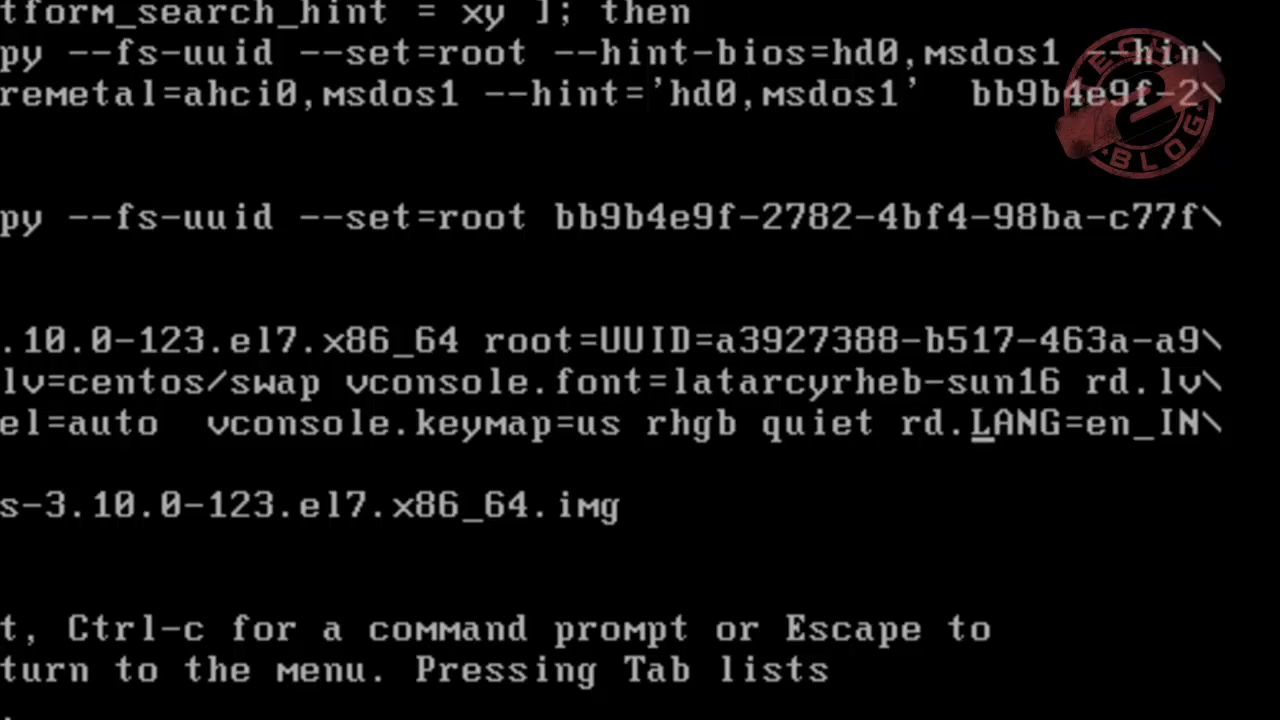 tform_search_hint = xy ]; then
py --fs-uuid --set=root --hint-bios=hd0,msdos1 --hin\
remetal=ahci0,msdos1 --hint='hd0,msdos1'  bb9b4e9f-2\
TECH
BLOG
py --fs-uuid --set=root bb9b4e9f-2782-4bf4-98ba-c77f\
.10.0-123.el7.x86_64 root=UUID=a3927388-b517-463a-a9\
lv=centos/swap vconsole.font=latarcyrheb-sun16 rd.lv\
el=auto  vconsole.keymap=us rhgb quiet rd.LANG=en_IN\
s-3.10.0-123.el7.x86_64.img
t, Ctrl-c for a command prompt or Escape to
turn to the menu. Pressing Tab lists